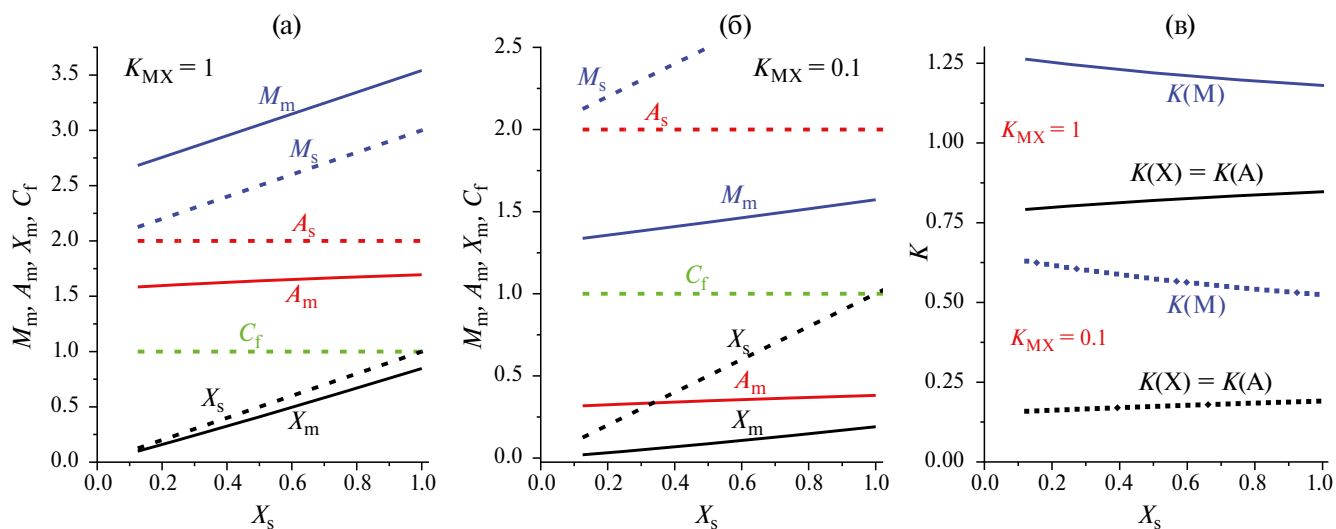 (а)
K_MX = 1
M_m
M_s
A_s
A_m
C_f
X_s
X_m
M_m, A_m, X_m, C_f
3.5
3.0
2.5
2.0
1.5
1.0
0.5
0.0
0.0 0.2 0.4 0.6 0.8 1.0
X_s
(б)
K_MX = 0.1
M_s
A_s
M_m
C_f
X_s
A_m
X_m
M_m, A_m, X_m, C_f
2.5
2.0
1.5
1.0
0.5
0.0
0.0 0.2 0.4 0.6 0.8 1.0
X_s
(в)
K(M)
K_MX = 1
K(X) = K(A)
K(M)
K_MX = 0.1
K(X) = K(A)
K
1.25
1.00
0.75
0.50
0.25
0.00
0.2 0.4 0.6 0.8 1.0
X_s